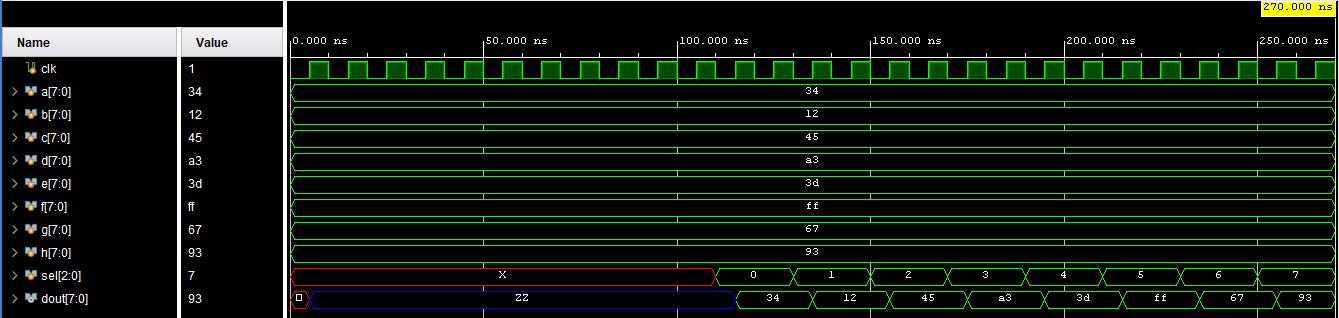 270.000 ns
Name Value 0.000 ns 50.000 ns 100.000 ns 150.000 ns 200.000 ns 250.000 ns
clk 1
a[7:0] 34 34
b[7:0] 12 12
c[7:0] 45 45
d[7:0] a3 a3
e[7:0] 3d 3d
f[7:0] ff ff
g[7:0] 67 67
h[7:0] 93 93
sel[2:0] 7 X 0 1 2 3 4 5 6 7
dout[7:0] 93 ZZ 34 12 45 a3 3d ff 67 93